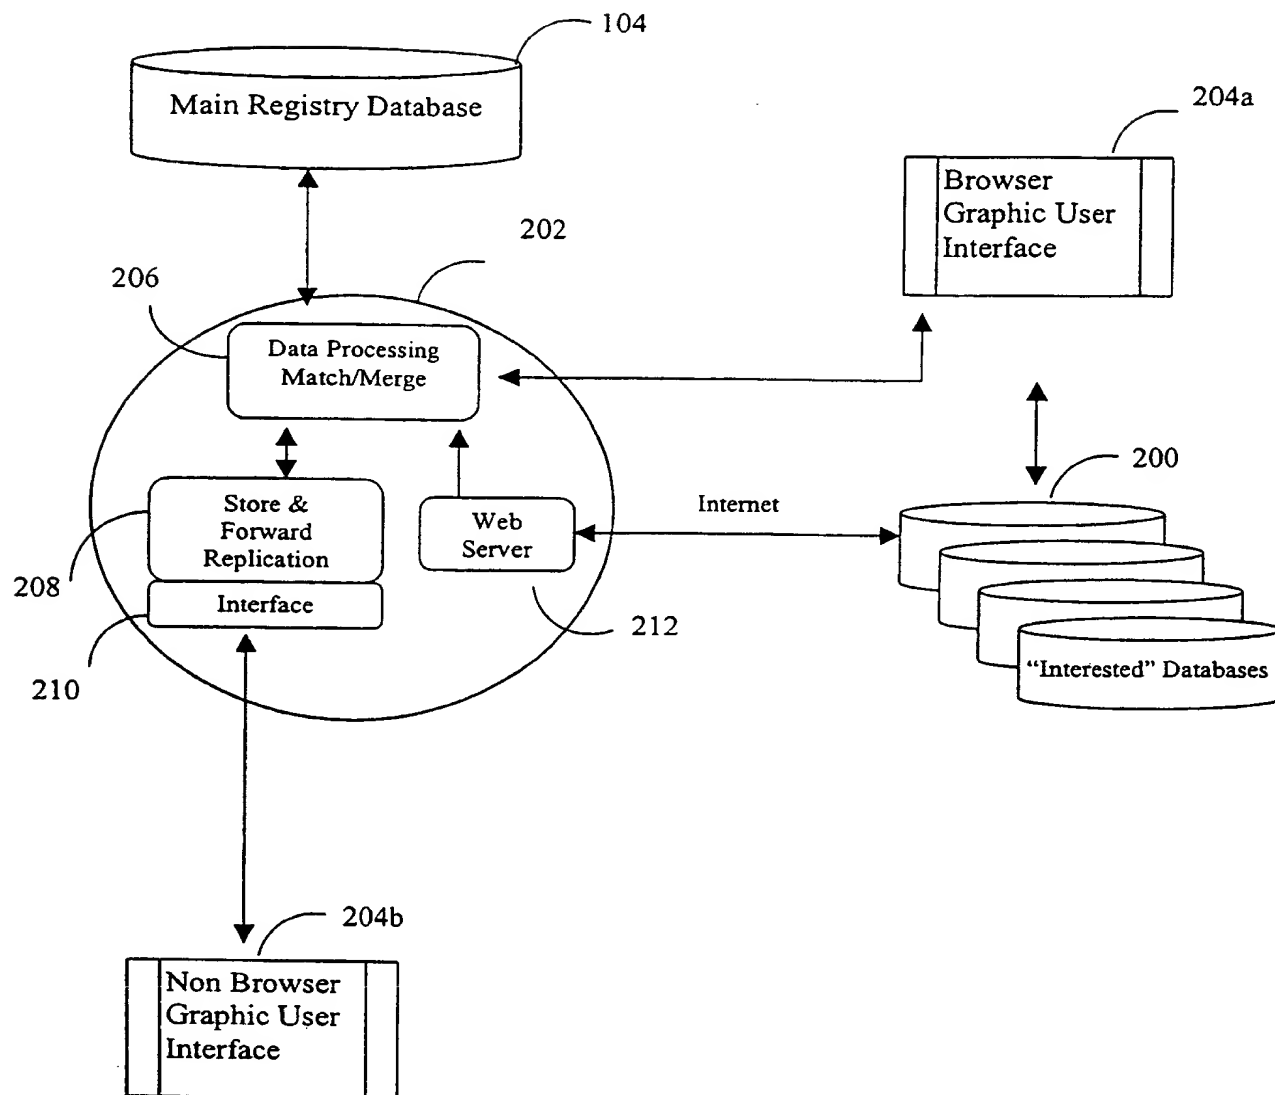 104
Main Registry Database
204a
Browser
Graphic User
Interface
202
206
Data Processing
Match/Merge
200
Store &
Forward
Replication
Web
Server
Internet
208
Interface
212
210
“Interested” Databases
204b
Non Browser
Graphic User
Interface